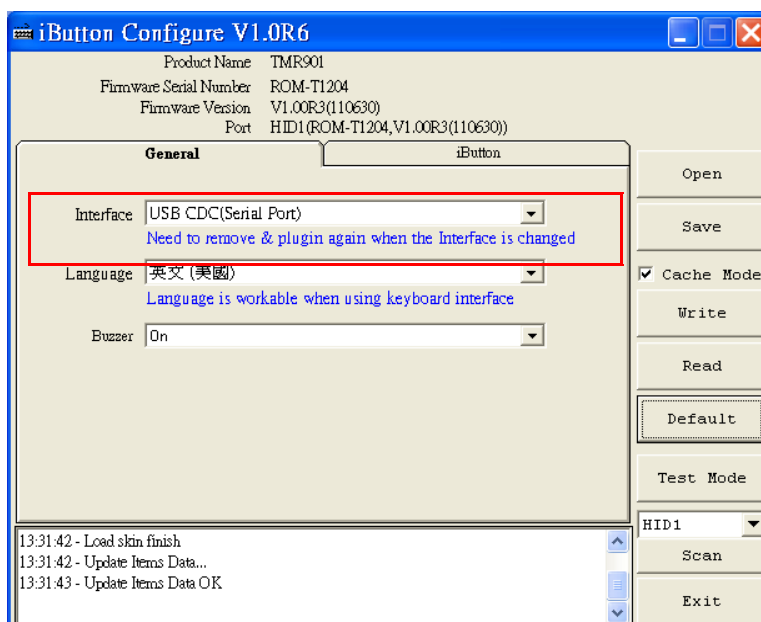 iButton Configure V1.0R6
Product Name TMR901
Firmware Serial Number ROM-T1204
Firmware Version V1.00R3(110630)
Port HID1(ROM-T1204,V1.00R3(110630))
General iButton
Interface USB CDC(Serial Port)
Need to remove & plugin again when the Interface is changed
Language 英文 (美國)
Language is workable when using keyboard interface
Buzzer On
Open
Save
Cache Mode
Write
Read
Default
Test Mode
HID1
Scan
Exit
13:31:42 - Load skin finish
13:31:42 - Update Items Data...
13:31:43 - Update Items Data OK